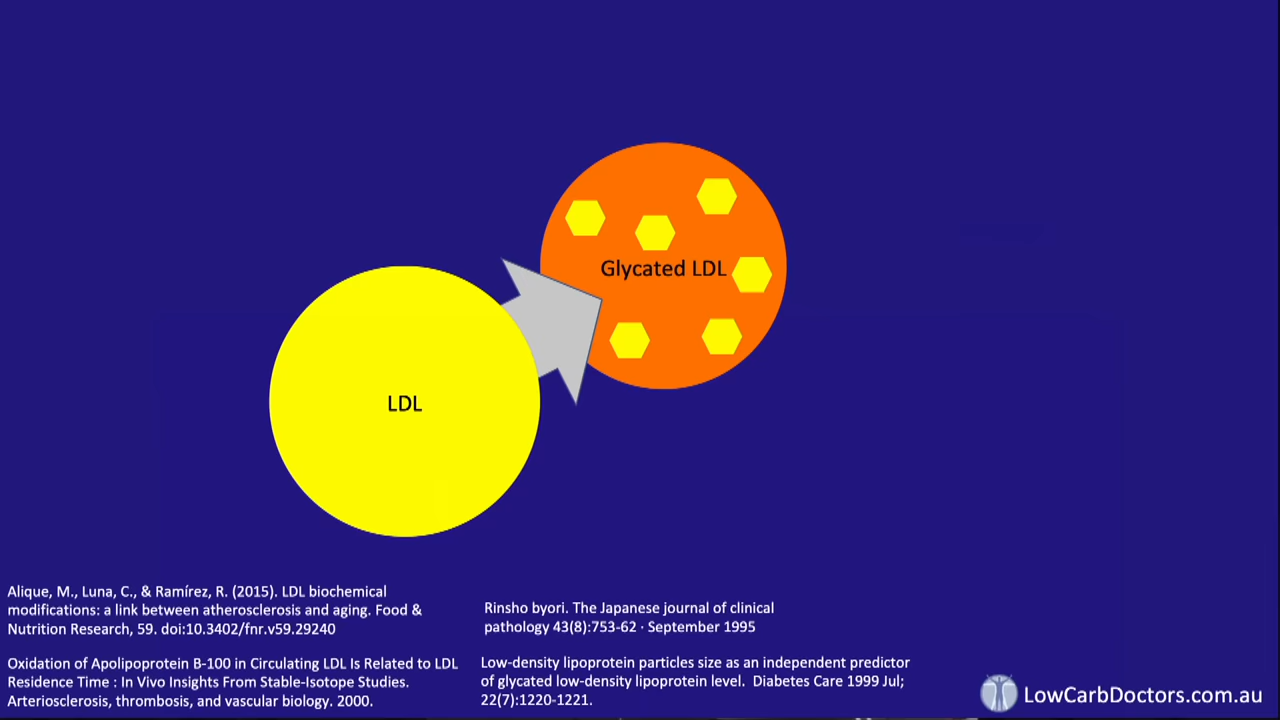 Glycated LDL
LDL
Alique, M., Luna, C., & Ramírez, R. (2015). LDL biochemical
modifications: a link between atherosclerosis and aging. Food &
Nutrition Research, 59. doi:10.3402/fnr.v59.29240
Oxidation of Apolipoprotein B-100 in Circulating LDL Is Related to LDL
Residence Time : In Vivo Insights From Stable-Isotope Studies.
Arteriosclerosis, thrombosis, and vascular biology. 2000.
Rinsho byori. The Japanese journal of clinical
pathology 43(8):753-62 · September 1995
Low-density lipoprotein particles size as an independent predictor
of glycated low-density lipoprotein level.  Diabetes Care 1999 Jul;
22(7):1220-1221.
LowCarbDoctors.com.au